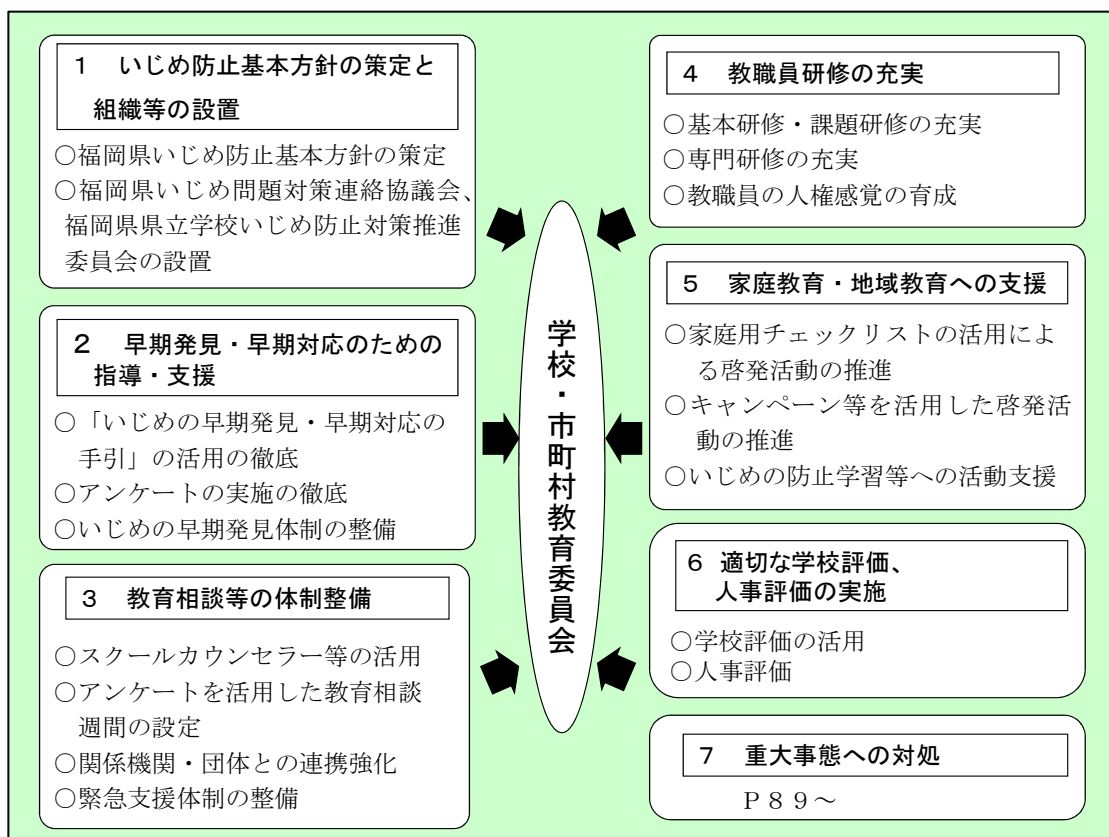 １　いじめ防止基本方針の策定と
組織等の設置
○福岡県いじめ防止基本方針の策定
○福岡県いじめ問題対策連絡協議会、
福岡県県立学校いじめ防止対策推進
委員会の設置
２　早期発見・早期対応のための
指導・支援
○「いじめの早期発見・早期対応の
手引」の活用の徹底
○アンケートの実施の徹底
○いじめの早期発見体制の整備
３　教育相談等の体制整備
○スクールカウンセラー等の活用
○アンケートを活用した教育相談
週間の設定
○関係機関・団体との連携強化
○緊急支援体制の整備
学校・市町村教育委員会
４　教職員研修の充実
○基本研修・課題研修の充実
○専門研修の充実
○教職員の人権感覚の育成
５　家庭教育・地域教育への支援
○家庭用チェックリストの活用によ
る啓発活動の推進
○キャンペーン等を活用した啓発活
動の推進
○いじめの防止学習等への活動支援
６　適切な学校評価、
人事評価の実施
○学校評価の活用
○人事評価
７　重大事態への対処
Ｐ８９～